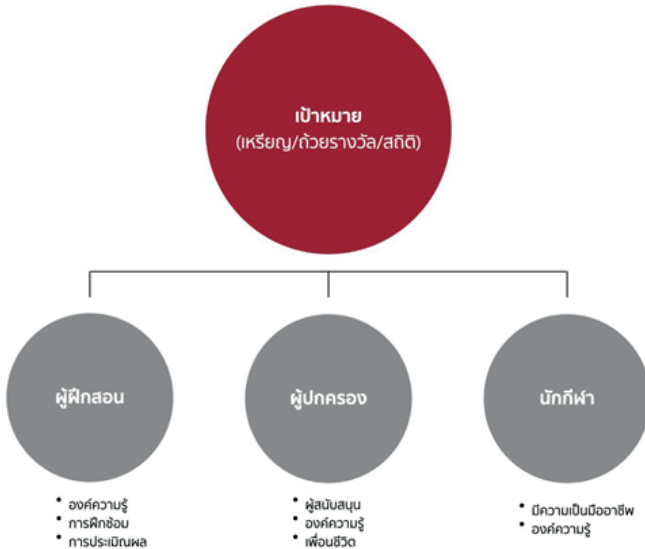 เป้าหมาย
(เหรียญ/ถ้วยรางวัล/สถิติ)
ผู้ฝึกสอน
ผู้ปกครอง
นักกีฬา
• องค์ความรู้
• การฝึกซ้อม
• การประเมิณผล
• ผู้สนับสนุน
• องค์ความรู้
• เพื่อนชีวิต
• มีความเป็นมืออาชีพ
• องค์ความรู้